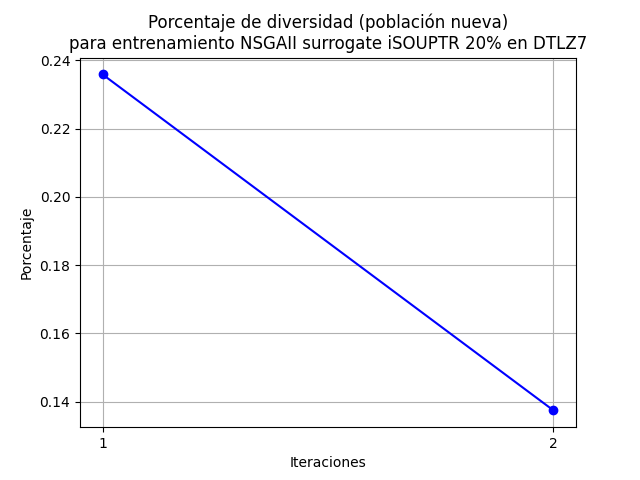 Porcentaje de diversidad (población nueva)
para entrenamiento NSGAII surrogate iSOUPTR 20% en DTLZ7
0.24
0.22
0.20
0.18
0.16
0.14
Porcentaje
1
2
Iteraciones